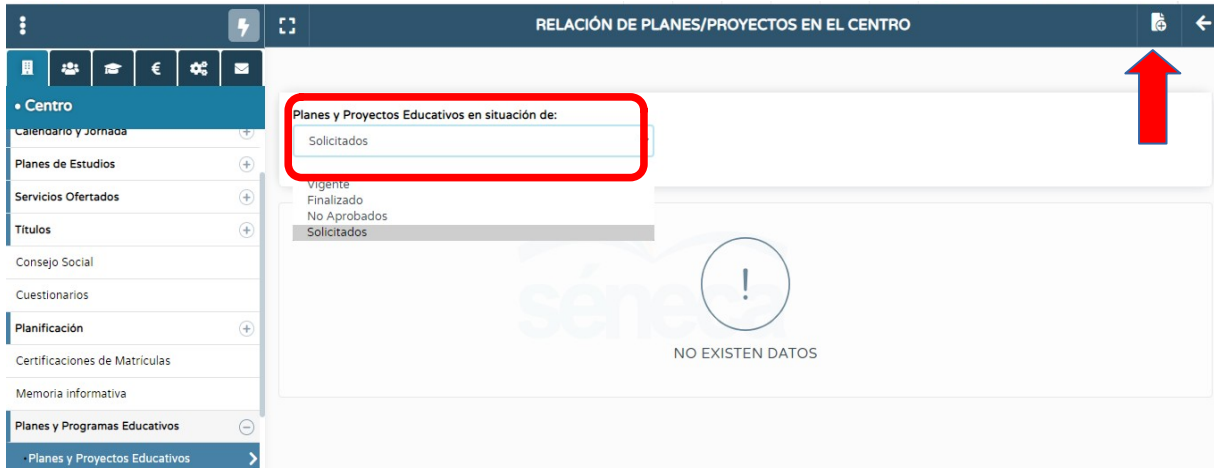 RELACIÓN DE PLANES/PROYECTOS EN EL CENTRO
€
• Centro
Calendario y Jornada
Planes de Estudios
Servicios Ofertados
Títulos
Consejo Social
Cuestionarios
Planificación
Certificaciones de Matrículas
Memoria informativa
Planes y Programas Educativos
·Planes y Proyectos Educativos
Planes y Proyectos Educativos en situación de:
Solicitados
Vigente
Finalizado
No Aprobados
Solicitados
séneca
!
NO EXISTEN DATOS